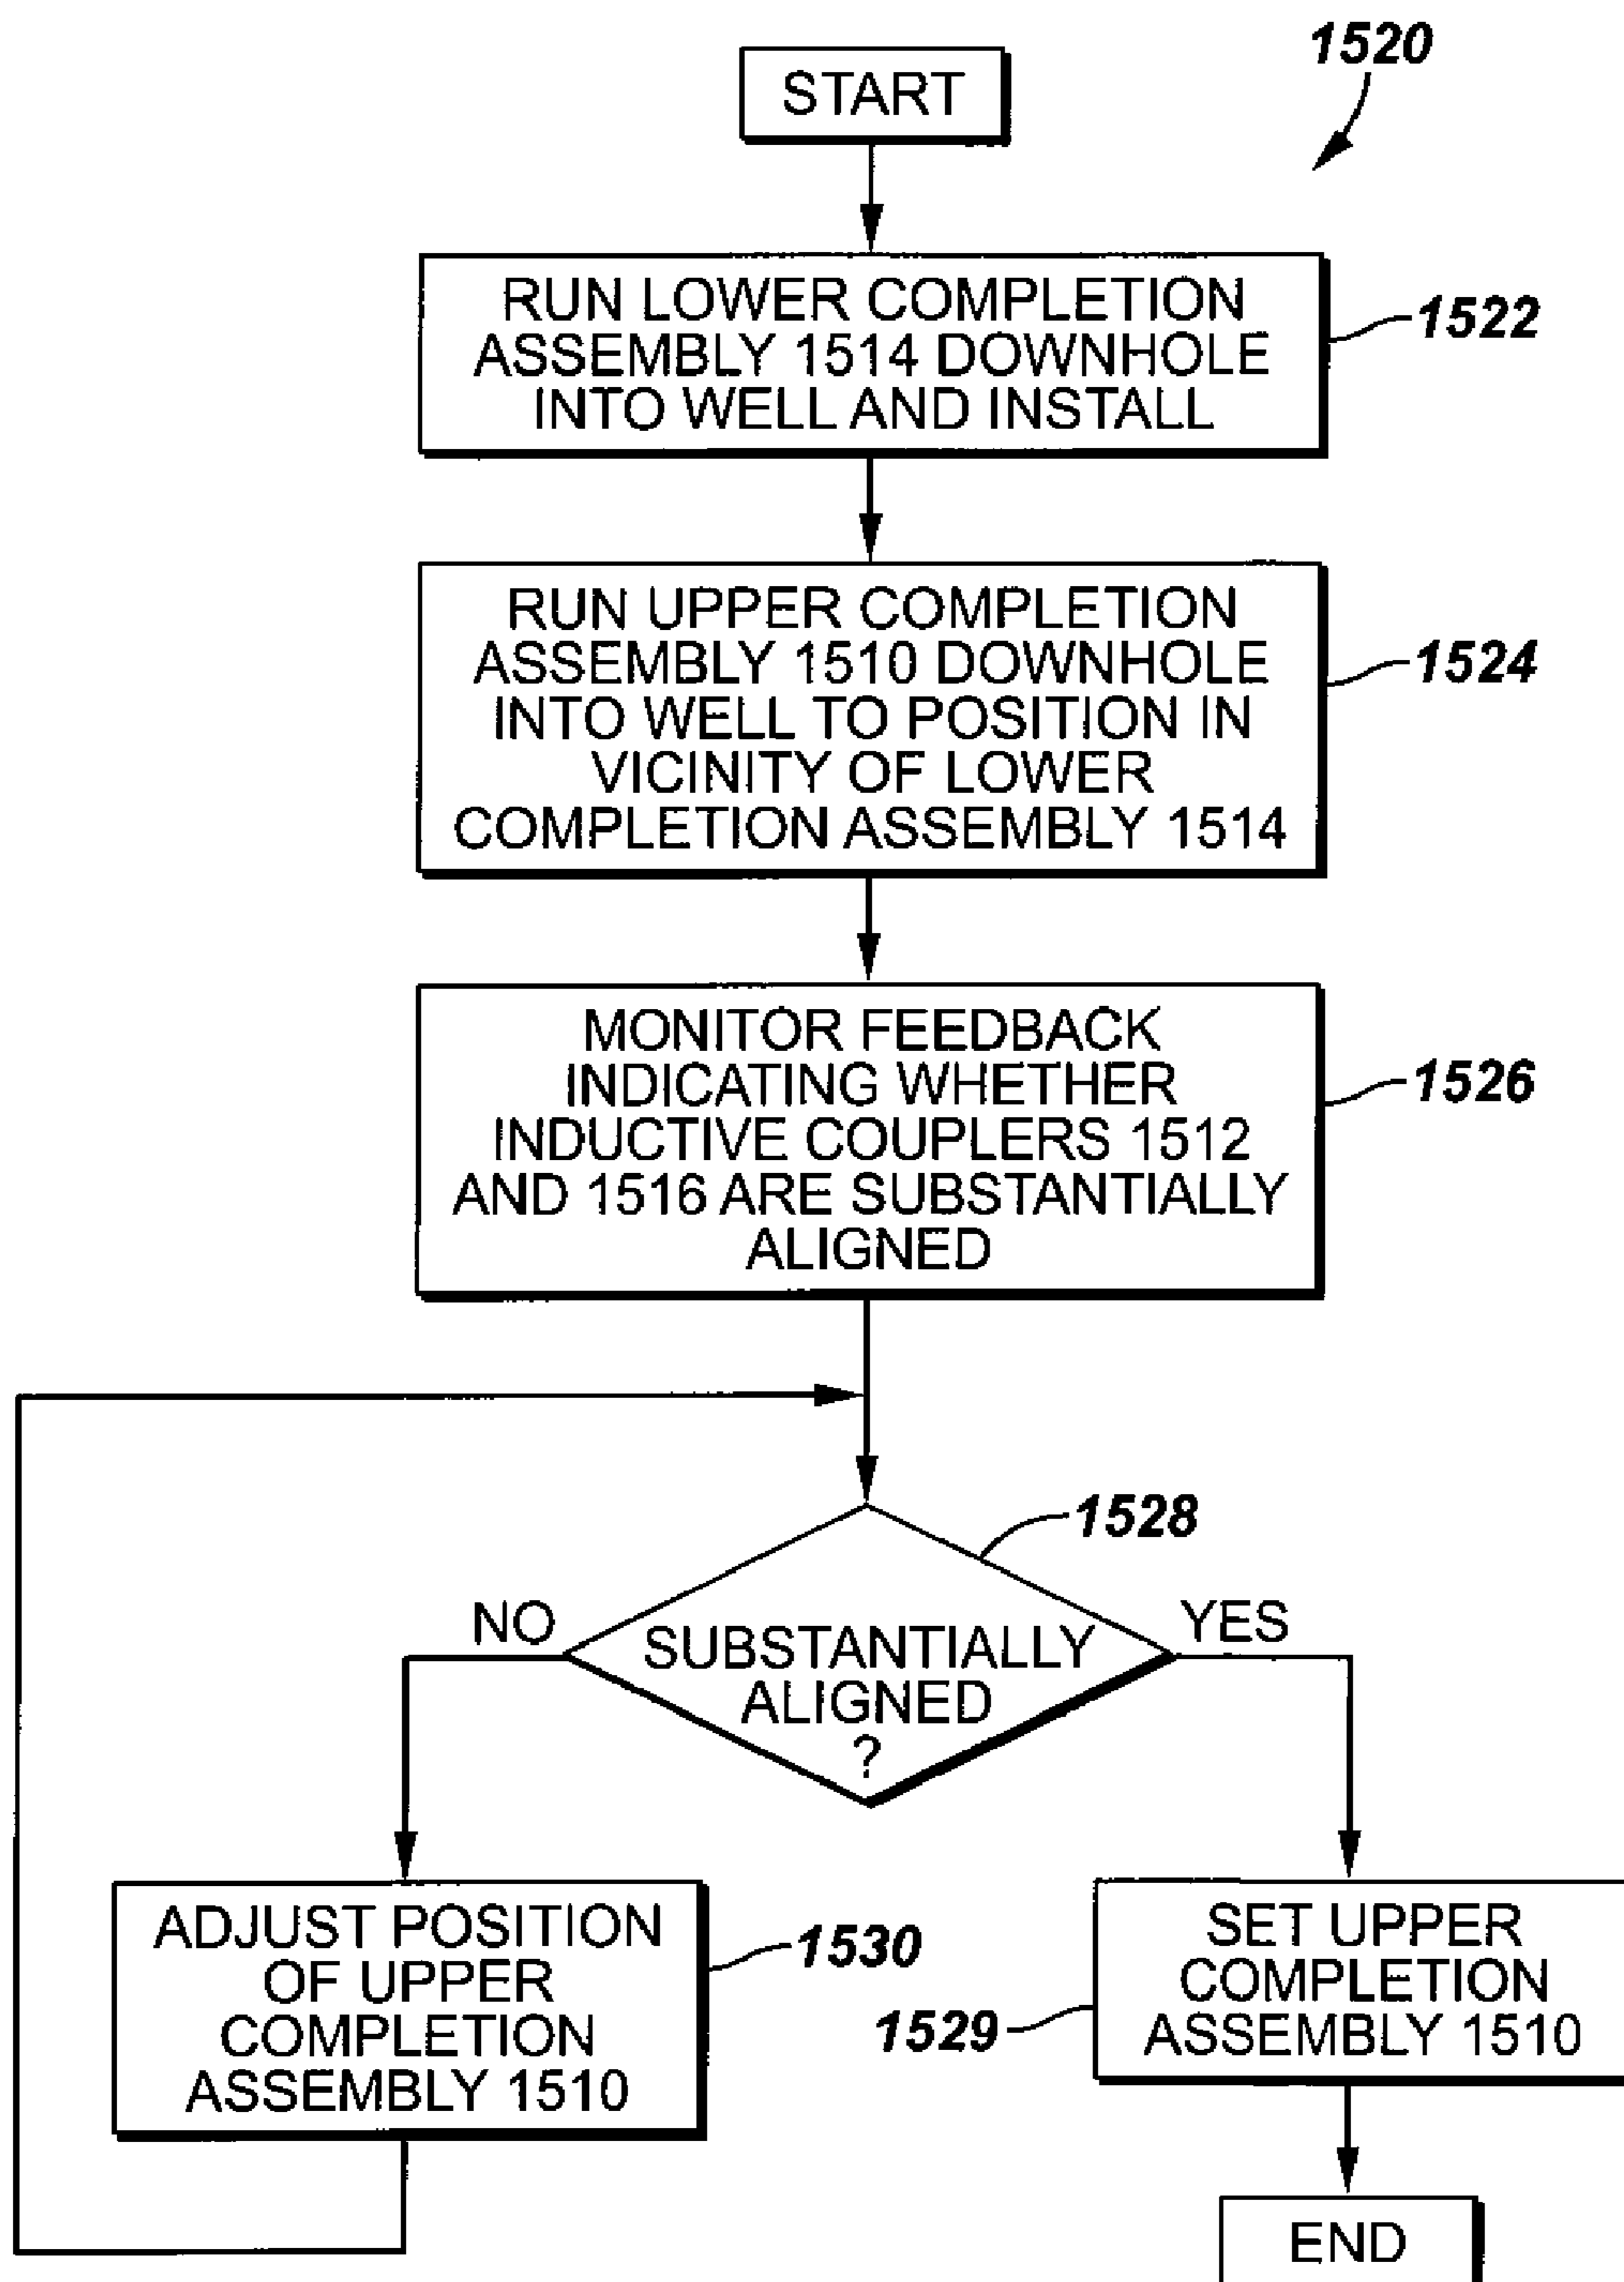 1520
START
RUN LOWER COMPLETION
ASSEMBLY 1514 DOWNHOLE
INTO WELL AND INSTALL
1522
RUN UPPER COMPLETION
ASSEMBLY 1510 DOWNHOLE
INTO WELL TO POSITION IN
VICINITY OF LOWER
COMPLETION ASSEMBLY 1514
1524
MONITOR FEEDBACK
INDICATING WHETHER
INDUCTIVE COUPLERS 1512
AND 1516 ARE SUBSTANTIALLY
ALIGNED
1526
1528
NO
SUBSTANTIALLY
ALIGNED
?
YES
ADJUST POSITION
OF UPPER
COMPLETION
ASSEMBLY 1510
1530
SET UPPER
COMPLETION
ASSEMBLY 1510
1529
END